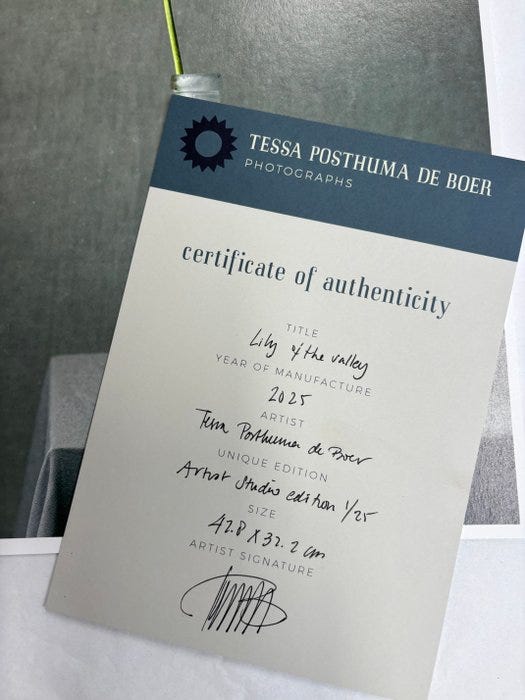 TESSA POSTHUMA DE BOER
PHOTOGRAPHS
certificate of authenticity
TITLE
Lily of the valley
YEAR OF MANUFACTURE
2025
ARTIST
Tessa Posthuma de Boer
UNIQUE EDITION
Artist Studio edition 1/25
SIZE
42.8 x 32.2 cm
ARTIST SIGNATURE